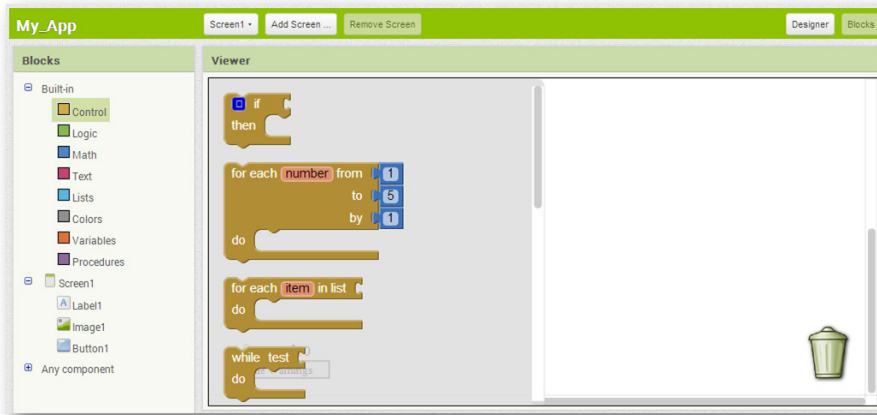 My_App
Screen1 Add Screen ... Remove Screen Designer Blocks
Blocks
Viewer
Built-in
Control
Logic
Math
Text
Lists
Colors
Variables
Procedures
Screen1
A Label1
Image1
Button1
Any component
if
then
for each number from 1
to 5
by 1
do
for each item in list
do
while test
do